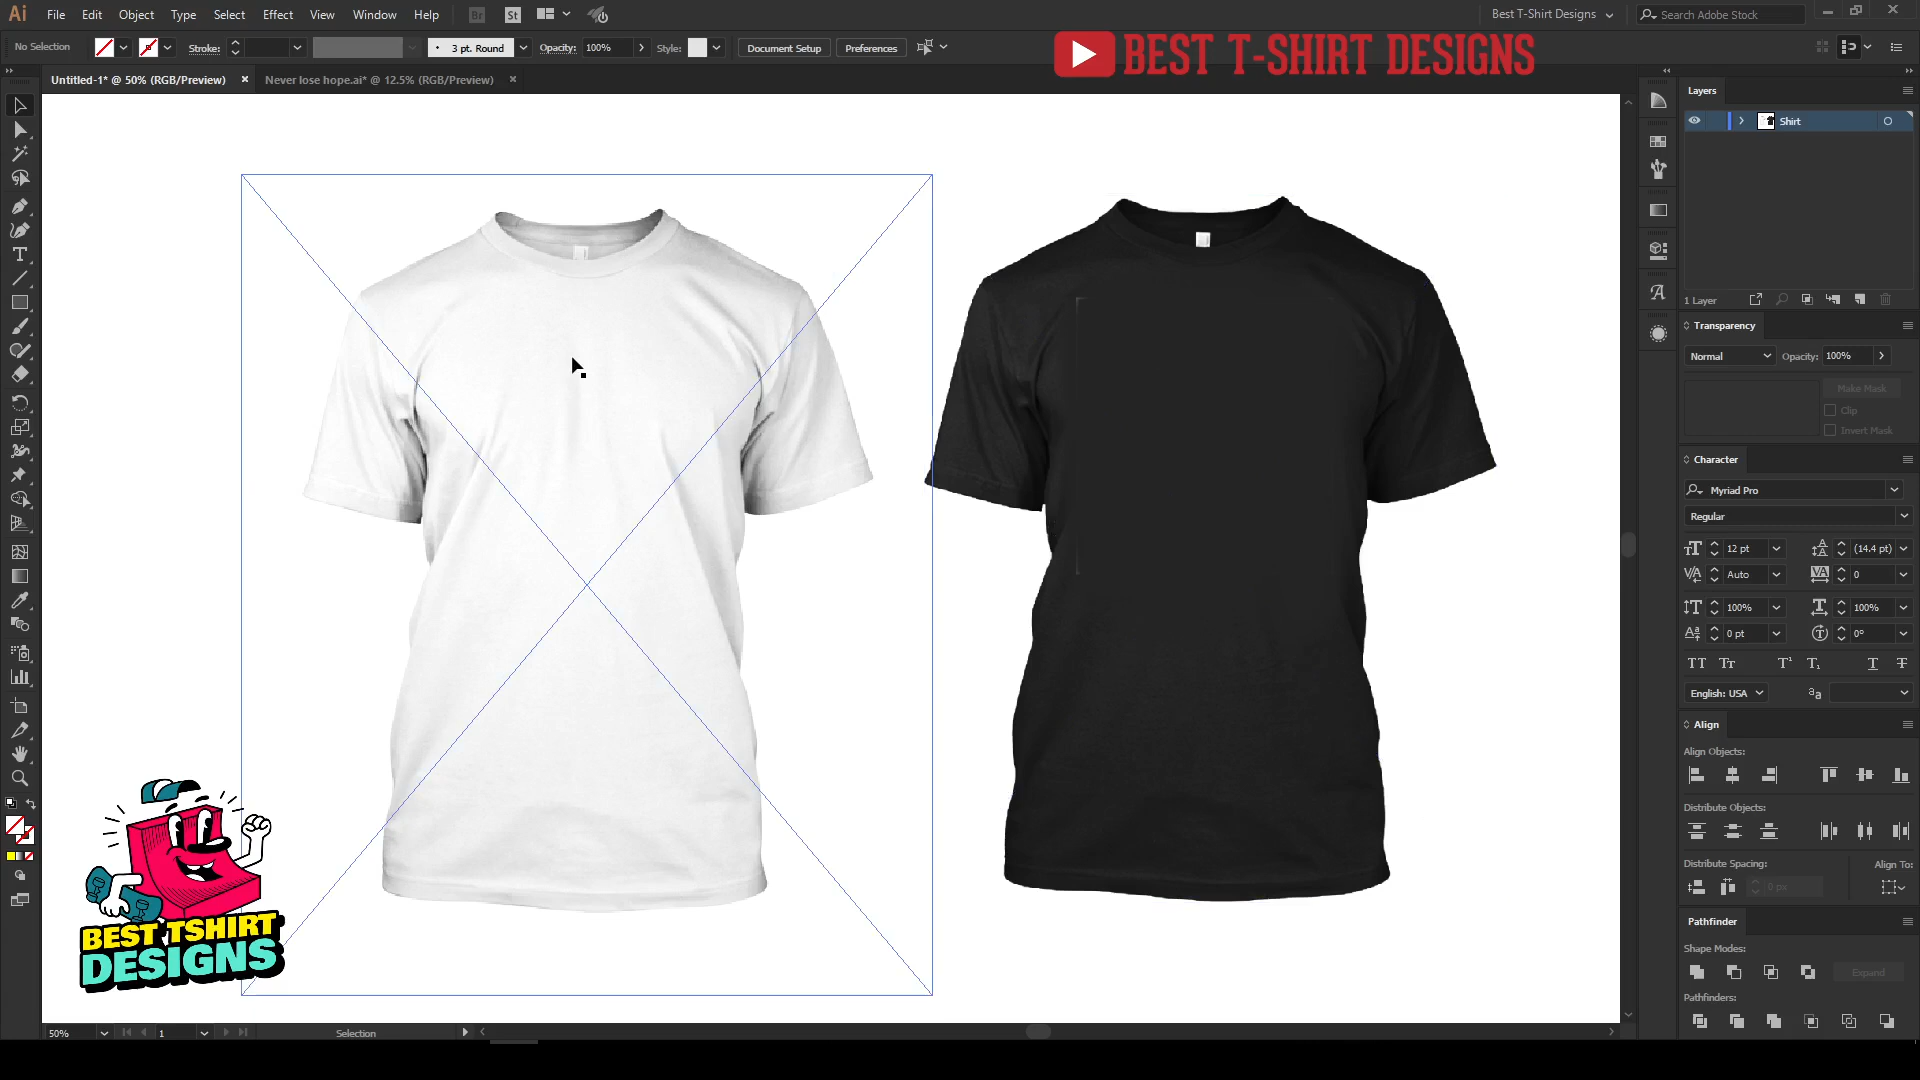 Ai File Edit Object Type Select Effect View Window Help Br St Best T-Shirt Designs Search Adobe Stock
No Selection Stroke: 3 pt. Round Opacity: 100% Style: Document Setup Preferences
BEST T-SHIRT DESIGNS
Untitled-1* @ 50% (RGB/Preview) Never lose hope.ai* @ 12.5% (RGB/Preview)
Layers
Shirt
1 Layer
Transparency
Normal Opacity: 100%
Make Mask
Clip
Invert Mask
Character
Myriad Pro
Regular
12 pt (14.4 pt)
Auto 0
100% 100%
0 pt 0°
English: USA
Align
Align Objects:
Distribute Objects:
Distribute Spacing: Align To:
0 px
Pathfinder
Shape Modes:
Expand
Pathfinders:
BEST TSHIRT
DESIGNS
50% 1 Selection